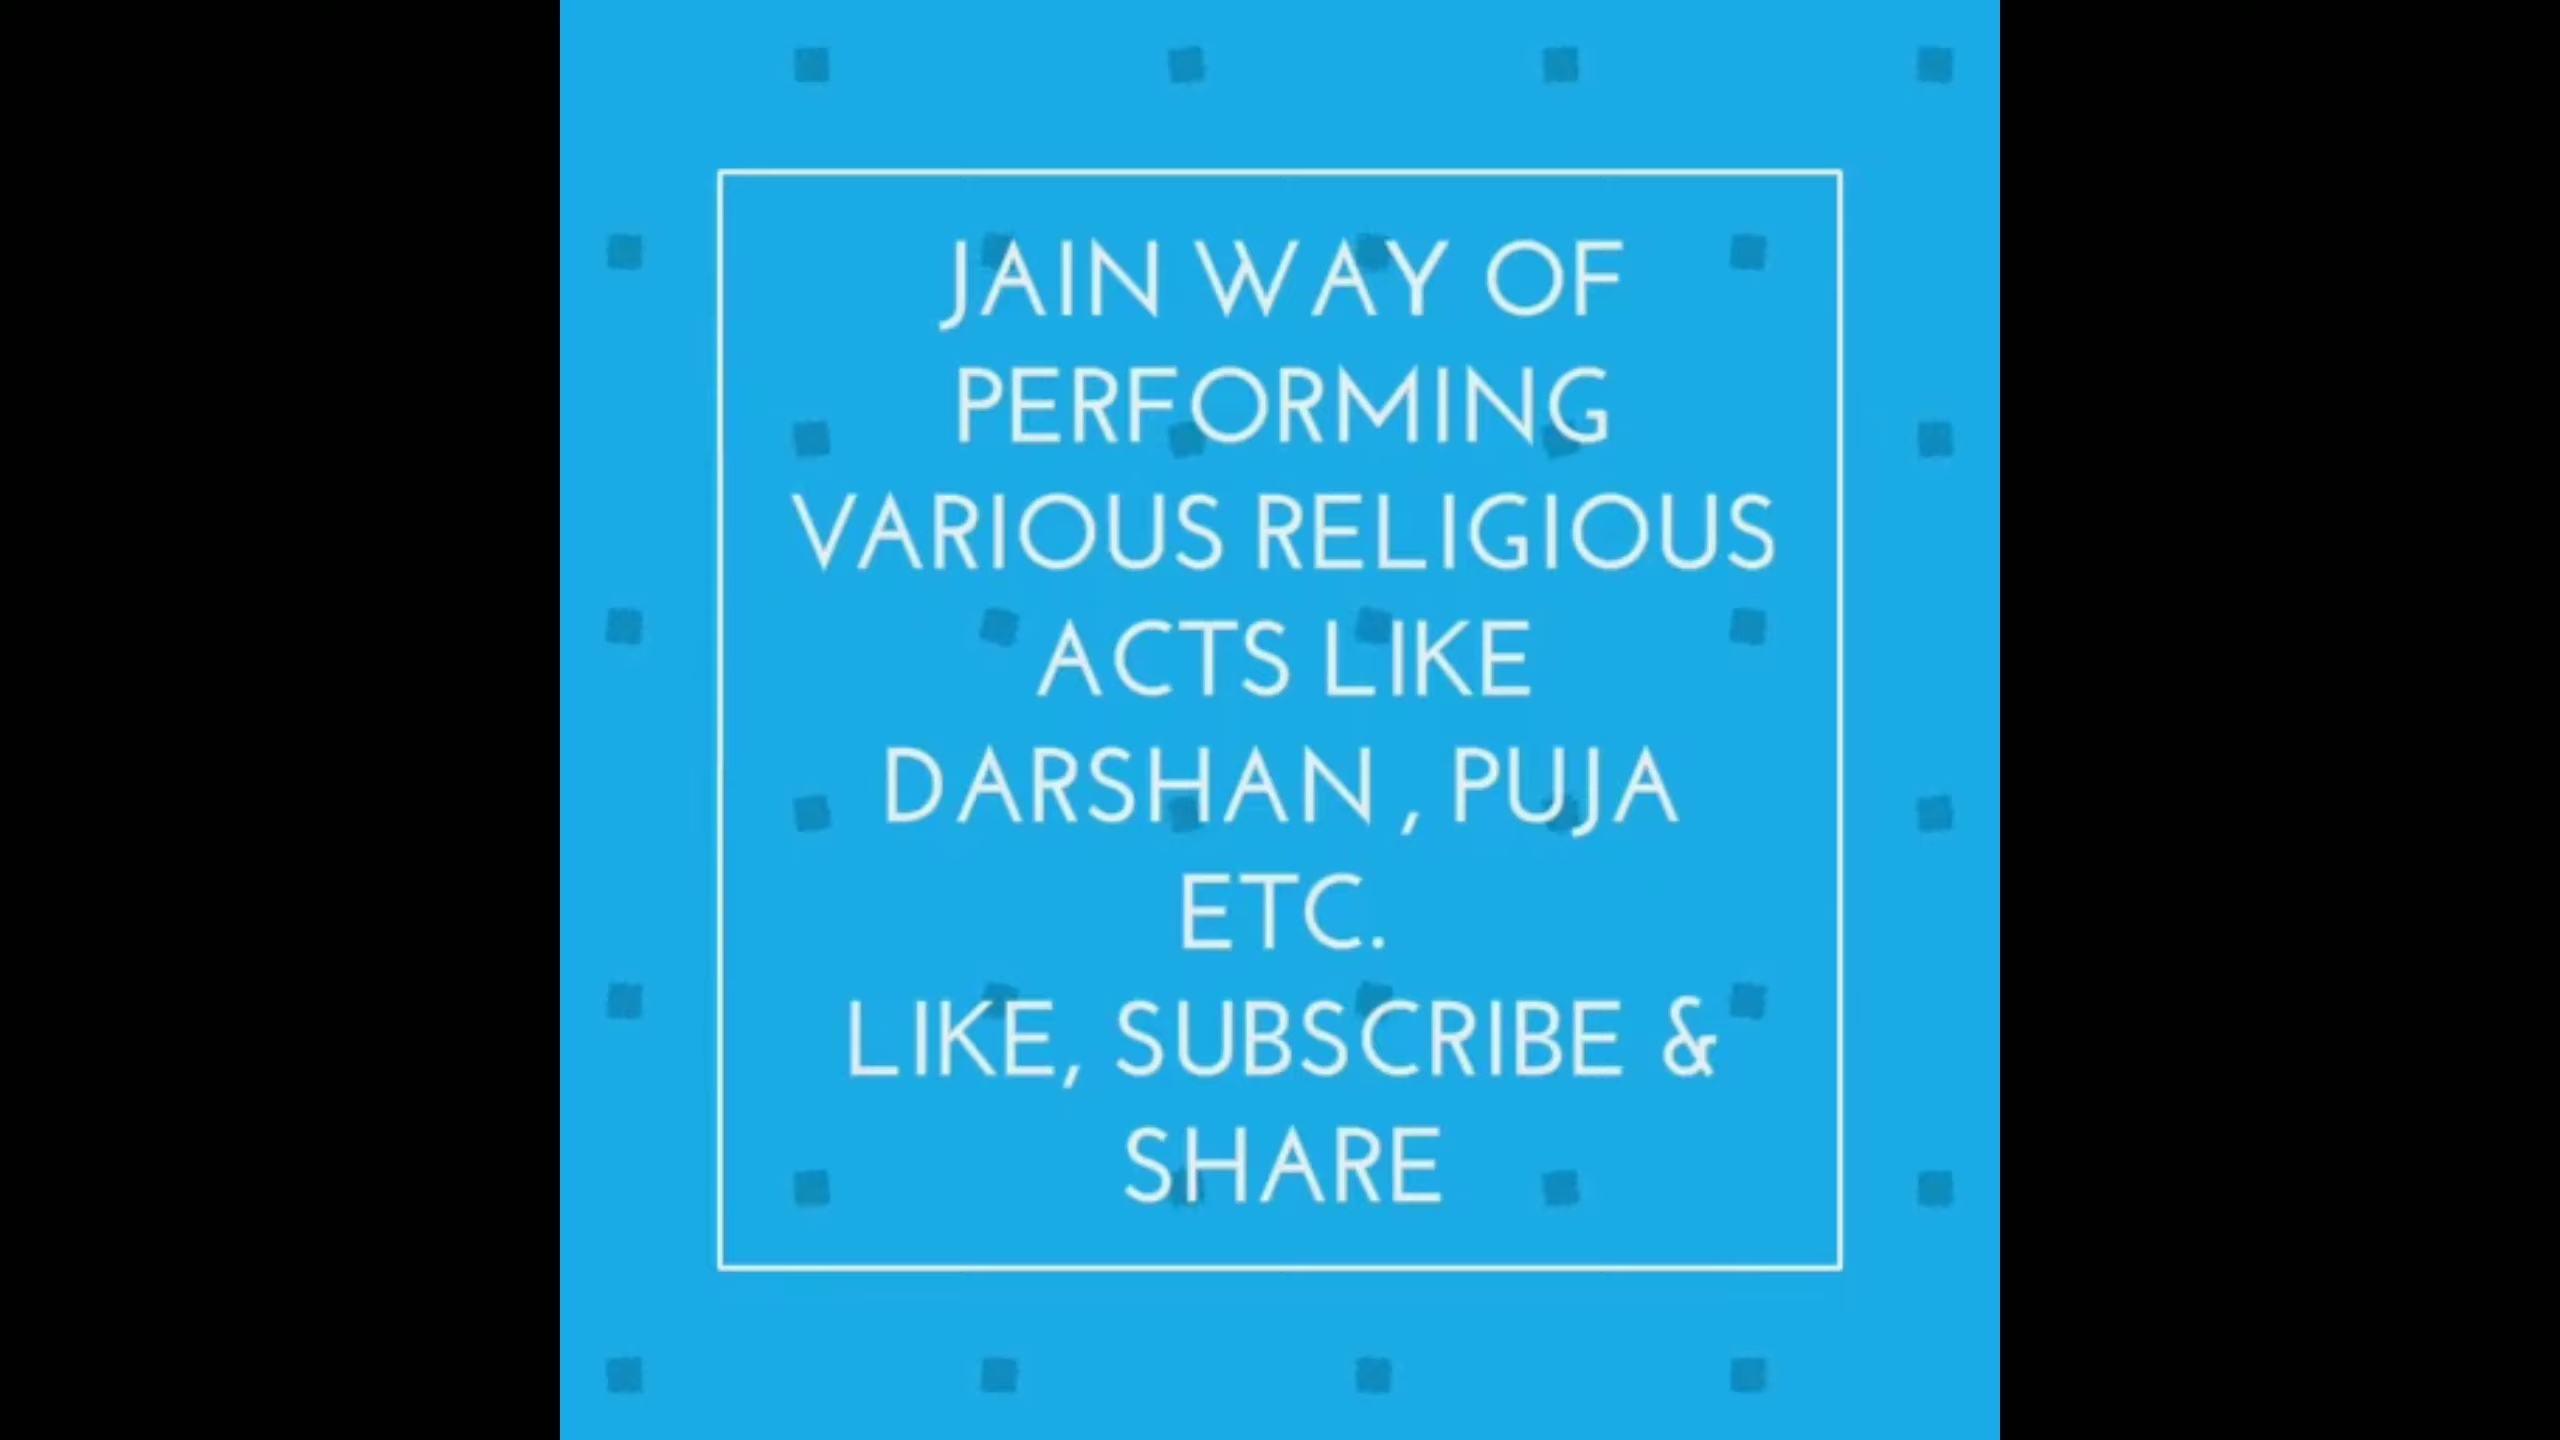 JAIN WAY OF
PERFORMING
VARIOUS RELIGIOUS
ACTS LIKE
DARSHAN , PUJA
ETC.
LIKE, SUBSCRIBE &
SHARE